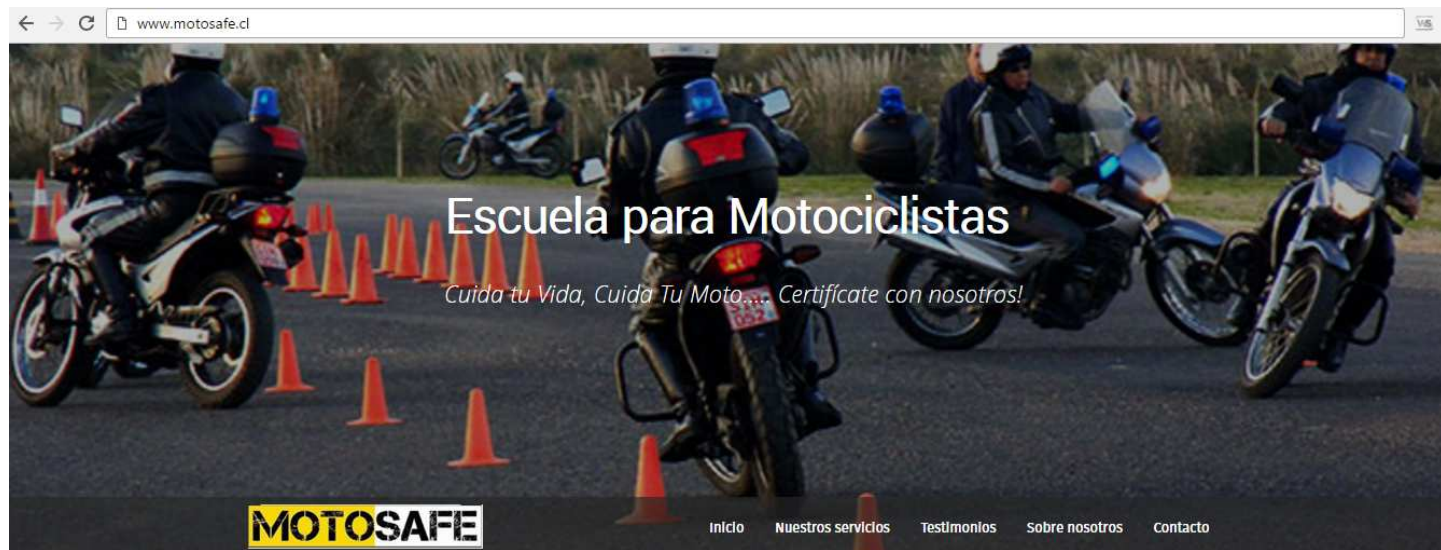 www.motosafe.cl
Escuela para Motociclistas
Cuida tu Vida, Cuida Tu Moto.... Certifícate con nosotros!
MOTOSAFE
Inicio Nuestros servicios Testimonios Sobre nosotros Contacto